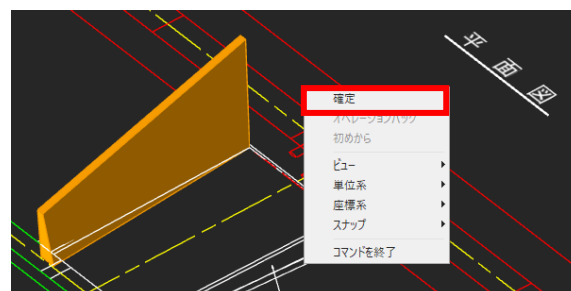 平面図
確定
オペレーションバック
初めから
ビュー
単位系
座標系
スナップ
コマンドを終了